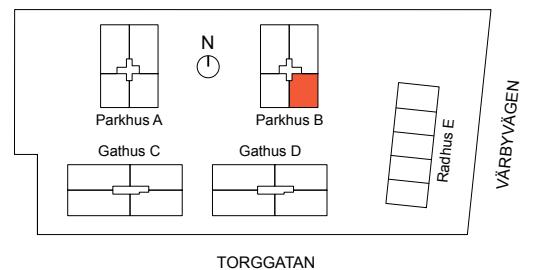 N
Parkhus A
Parkhus B
Gathus C
Gathus D
Radhus E
VÄRBYVÄGEN
TORGGATAN